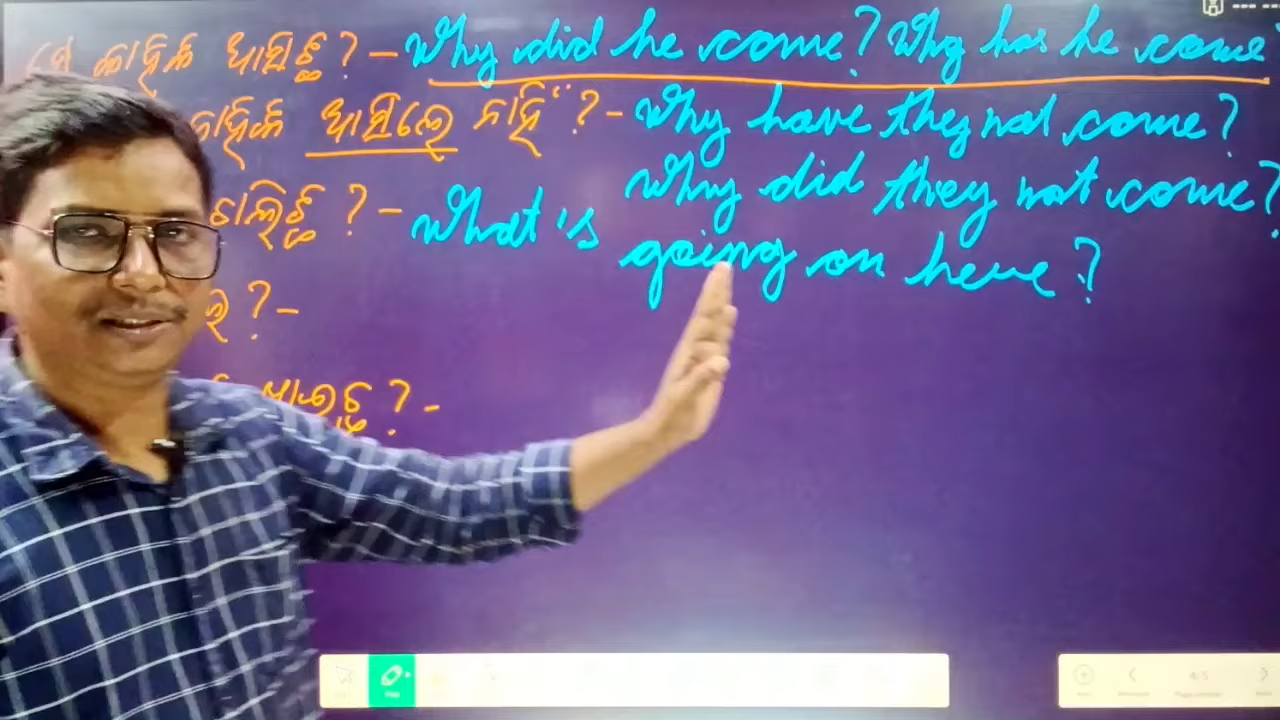 ସେ କାହିଁକି ଆସିଛି ? – Why did he come? Why has he come
କାହିଁକି ଆସିଲେ ନାହିଁ ? – Why have they not come?
Why did they not come?
ଚାଲିଛି ? – What's going on here?
? –
? –